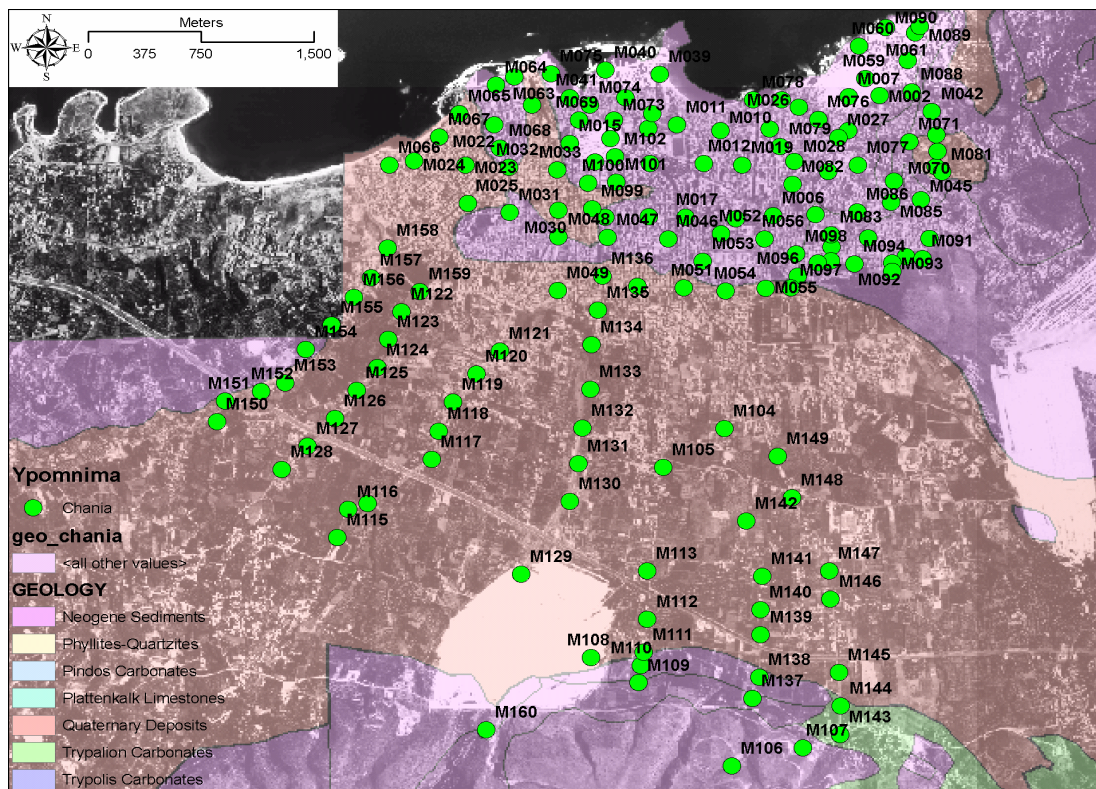 N
W E
S
Meters
0 375 750 1,500
M090
M060 M089
M061
M075 M040 M039
M059
M064 M041 M007 M088
M065 M063 M074 M078 M002 M042
M069 M073 M011 M026 M076
M067 M015 M010 M079 M027 M071
M068 M102
M066 M022 M032 M033 M012 M019 M028 M077 M081
M024 M023 M100 M101 M082 M070
M025 M099 M045
M031 M017 M006 M086 M085
M048 M047 M046 M052 M056 M083
M030 M053 M098 M094 M091
M158
M157 M136 M096 M093
M156 M159 M049 M051 M054 M097 M092
M122 M135 M055
M155
M123 M134
M154
M124 M121
M153 M120
M152 M125 M119 M133
M151
M150 M126 M118 M132 M104
M127 M117 M131 M105 M149
M128
M130 M148
M116 M142
M115
M129 M113 M141 M147
M140 M146
M112 M139
M111
M108 M110 M138 M145
M109 M137
M144
M160 M143
M107
M106
Ypomnima
Chania
geo_chania
<all other values>
GEOLOGY
Neogene Sediments
Phyllites-Quartzites
Pindos Carbonates
Plattenkalk Limestones
Quaternary Deposits
Trypalion Carbonates
Trypolis Carbonates